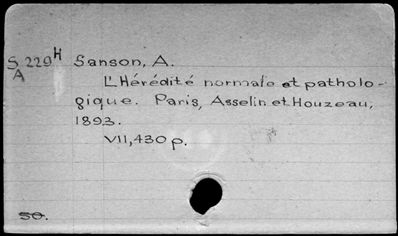 S 229H Sanson, A.
A
L'Hérédité normale et patholo-
gique. Paris, Asselin et Houzeau,
1893.
VII, 430 p.
50.